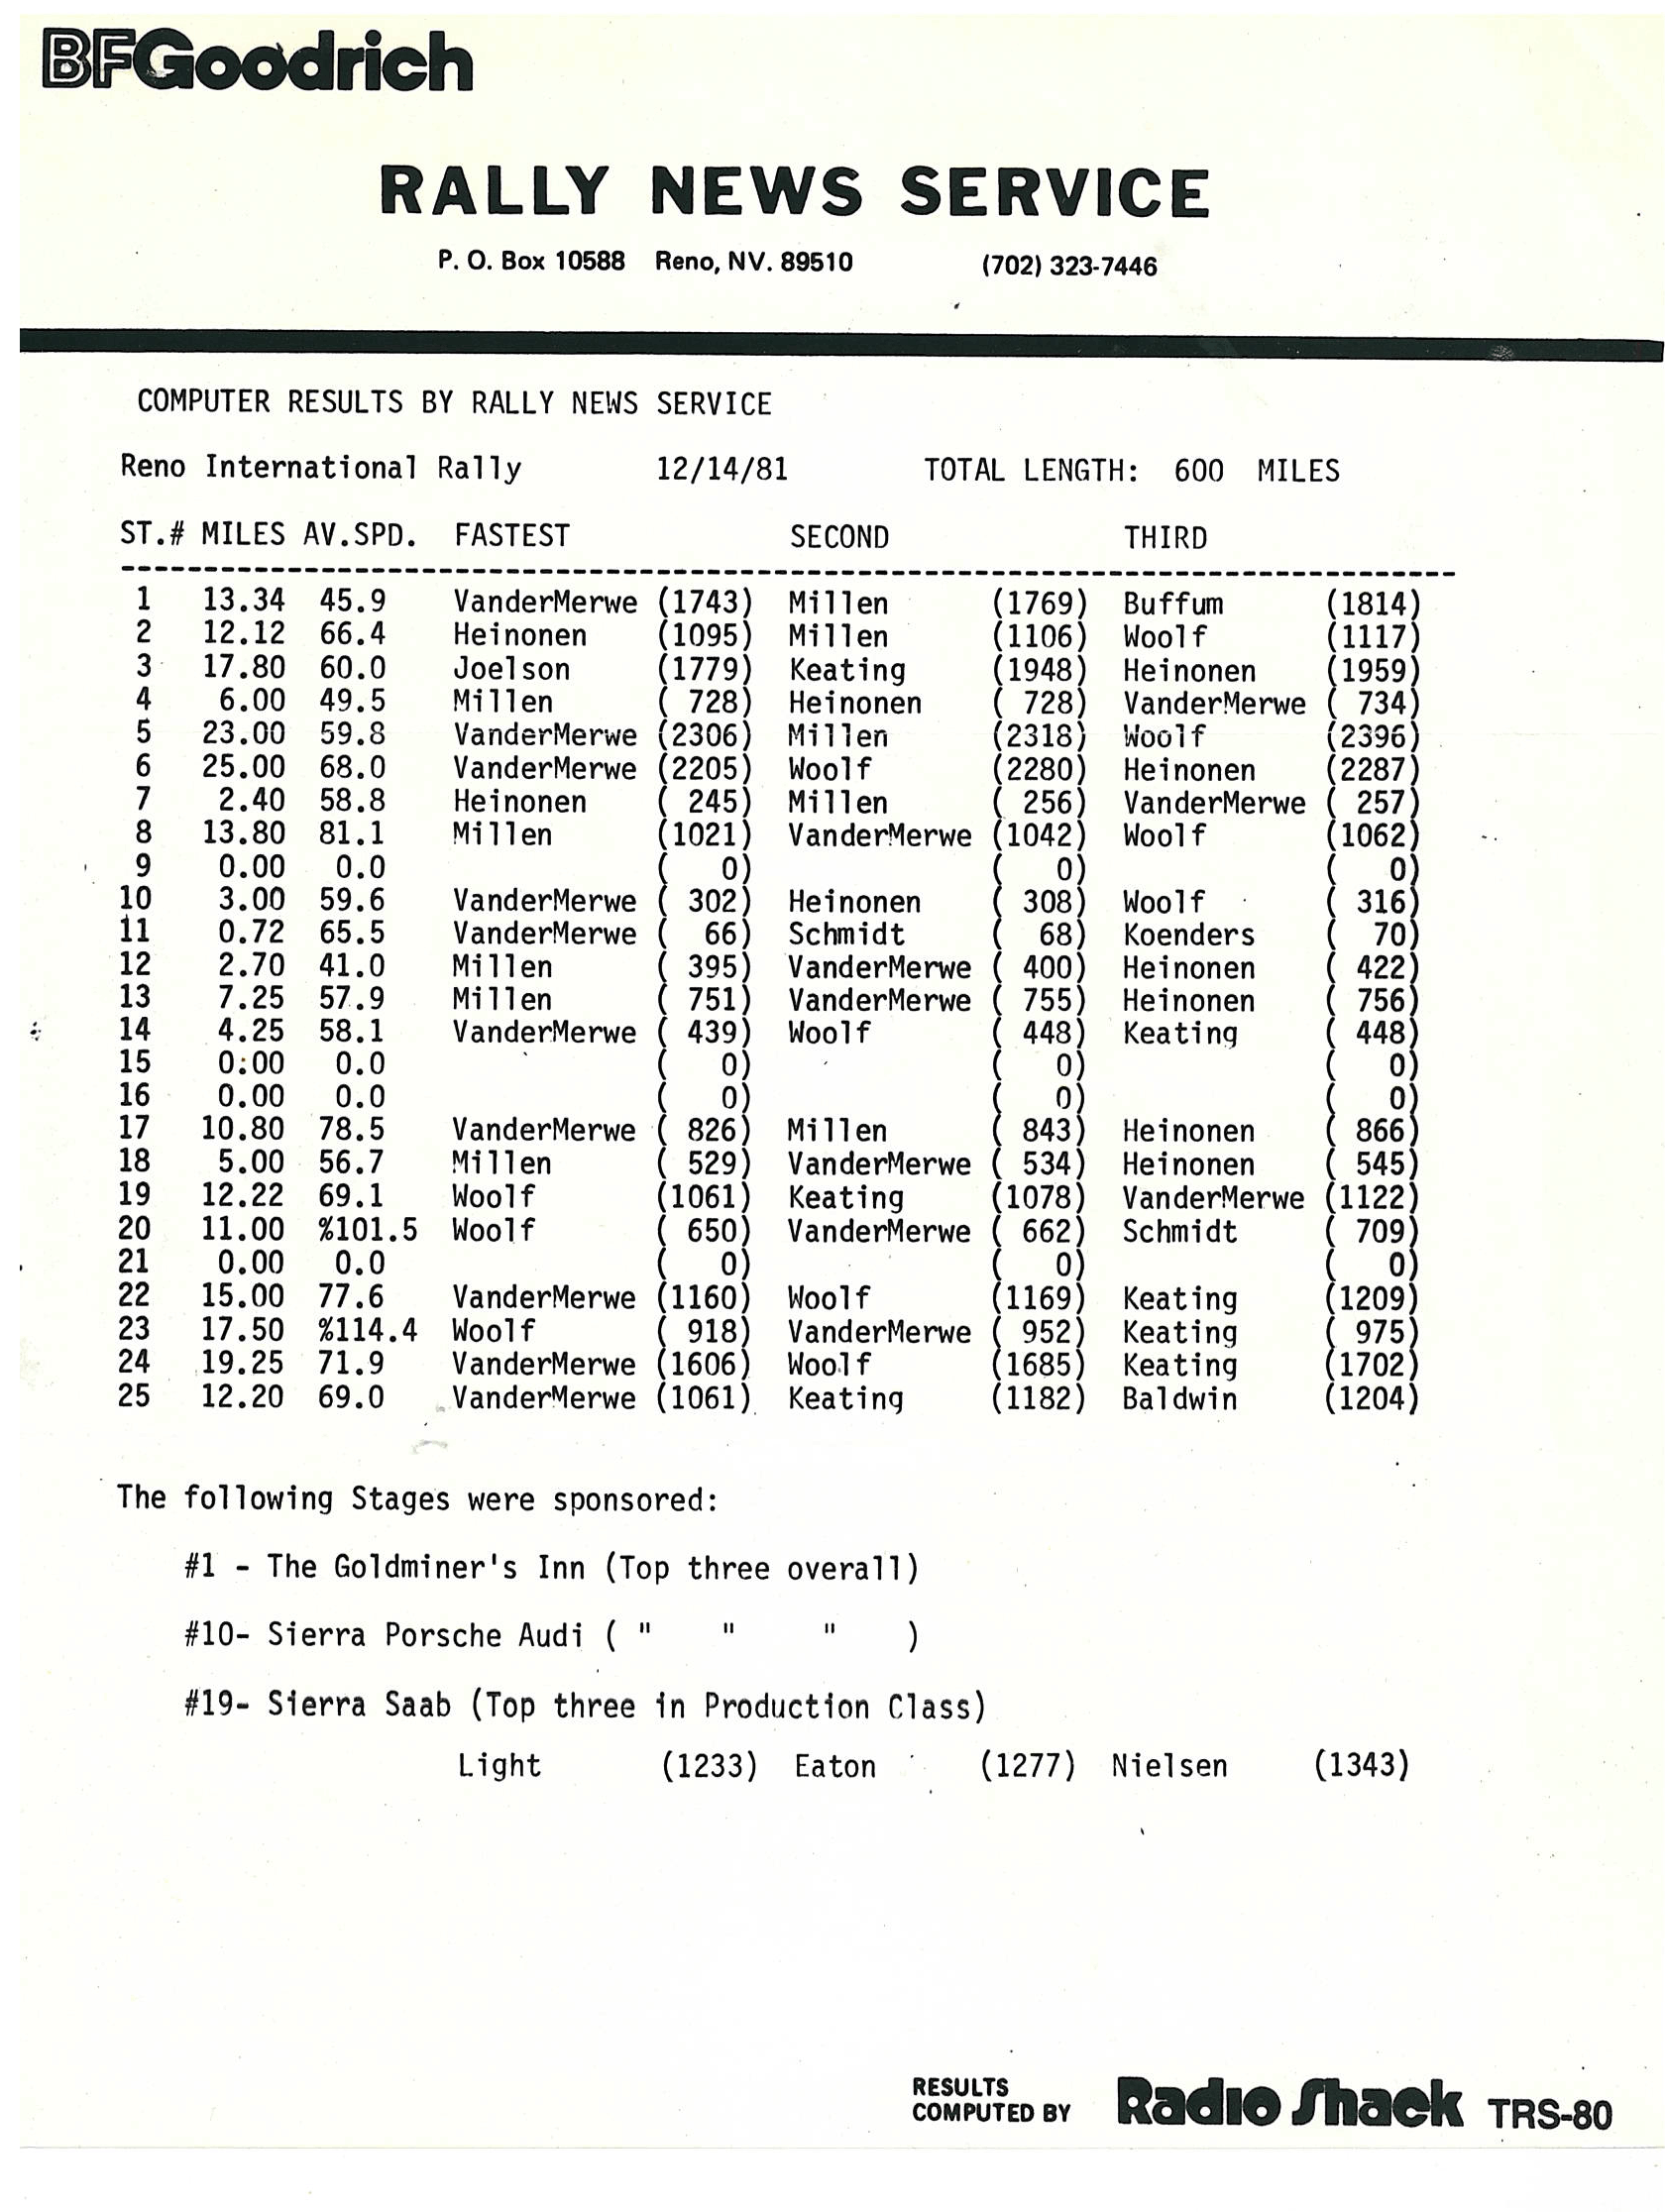 BFGoodrich
RALLY NEWS SERVICE
P. O. Box 10588 Reno, NV. 89510 (702) 323-7446
COMPUTER RESULTS BY RALLY NEWS SERVICE
Reno International Rally 12/14/81 TOTAL LENGTH: 600 MILES
ST.# MILES AV.SPD. FASTEST SECOND THIRD
--------------------------------------------------------------------------------
1 13.34 45.9 VanderMerwe (1743) Millen (1769) Buffum (1814)
2 12.12 66.4 Heinonen (1095) Millen (1106) Woolf (1117)
3 17.80 60.0 Joelson (1779) Keating (1948) Heinonen (1959)
4 6.00 49.5 Millen ( 728) Heinonen ( 728) VanderMerwe ( 734)
5 23.00 59.8 VanderMerwe (2306) Millen (2318) Woolf (2396)
6 25.00 68.0 VanderMerwe (2205) Woolf (2280) Heinonen (2287)
7 2.40 58.8 Heinonen ( 245) Millen ( 256) VanderMerwe ( 257)
8 13.80 81.1 Millen (1021) VanderMerwe (1042) Woolf (1062)
9 0.00 0.0 ( 0) ( 0) ( 0)
10 3.00 59.6 VanderMerwe ( 302) Heinonen ( 308) Woolf ( 316)
11 0.72 65.5 VanderMerwe ( 66) Schmidt ( 68) Koenders ( 70)
12 2.70 41.0 Millen ( 395) VanderMerwe ( 400) Heinonen ( 422)
13 7.25 57.9 Millen ( 751) VanderMerwe ( 755) Heinonen ( 756)
14 4.25 58.1 VanderMerwe ( 439) Woolf ( 448) Keating ( 448)
15 0:00 0.0 ( 0) ( 0) ( 0)
16 0.00 0.0 ( 0) ( 0) ( 0)
17 10.80 78.5 VanderMerwe ( 826) Millen ( 843) Heinonen ( 866)
18 5.00 56.7 Millen ( 529) VanderMerwe ( 534) Heinonen ( 545)
19 12.22 69.1 Woolf (1061) Keating (1078) VanderMerwe (1122)
20 11.00 %101.5 Woolf ( 650) VanderMerwe ( 662) Schmidt ( 709)
21 0.00 0.0 ( 0) ( 0) ( 0)
22 15.00 77.6 VanderMerwe (1160) Woolf (1169) Keating (1209)
23 17.50 %114.4 Woolf ( 918) VanderMerwe ( 952) Keating ( 975)
24 19.25 71.9 VanderMerwe (1606) Woolf (1685) Keating (1702)
25 12.20 69.0 VanderMerwe (1061) Keating (1182) Baldwin (1204)
The following Stages were sponsored:
#1 - The Goldminer's Inn (Top three overall)
#10- Sierra Porsche Audi ( " " " )
#19- Sierra Saab (Top three in Production Class)
Light (1233) Eaton (1277) Nielsen (1343)
RESULTS
COMPUTED BY Radio Shack TRS-80